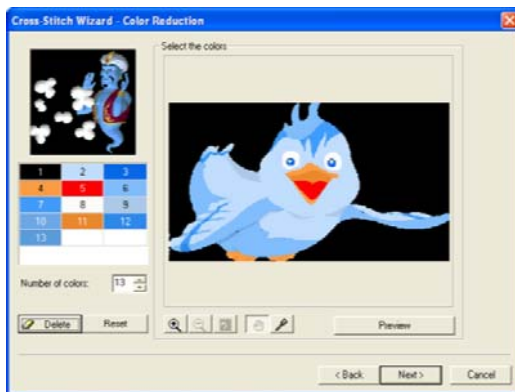 Cross-Stitch Wizard - Color Reduction
Select the colors
1 2 3
4 5 6
7 8 9
10 11 12
13
Number of colors: 13
Delete Reset
Preview
< Back Next > Cancel